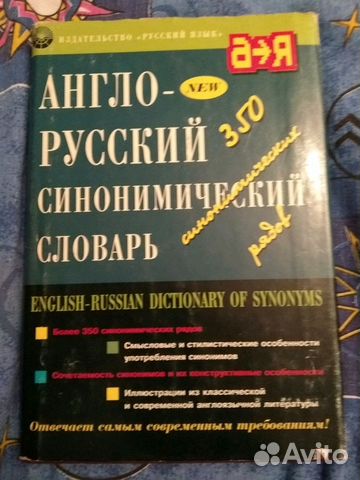 ИЗДАТЕЛЬСТВО «РУССКИЙ ЯЗЫК»
а→Я
АНГЛО-
NEW
РУССКИЙ
350
синонимических
рядов
СИНОНИМИЧЕСКИЙ
СЛОВАРЬ
ENGLISH-RUSSIAN DICTIONARY OF SYNONYMS
Более 350 синонимических рядов
Смысловые и стилистические особенности
употребления синонимов
Сочетаемость синонимов и их конструктивные особенности
Иллюстрации из классической
и современной англоязычной литературы
Отвечает самым современным требованиям!
Avito